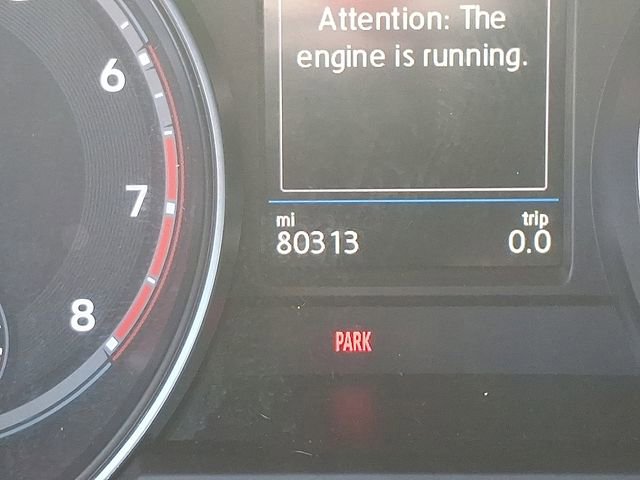 Attention: The
engine is running.
6
7
8
mi
trip
80313
0.0
PARK